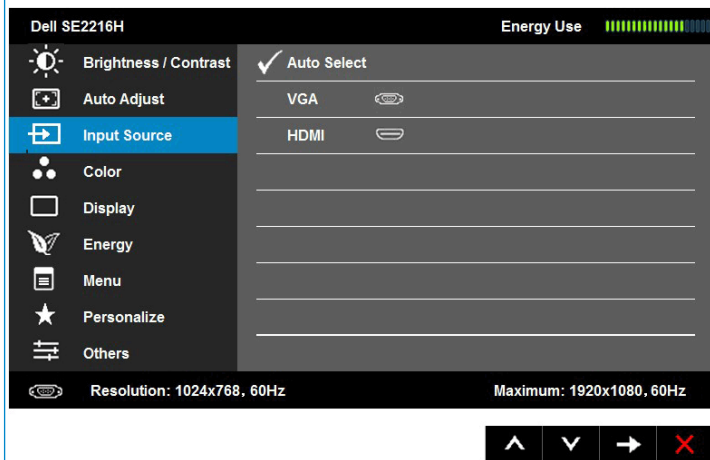 Dell SE2216H Energy Use
Brightness / Contrast Auto Select
Auto Adjust VGA
Input Source HDMI
Color
Display
Energy
Menu
Personalize
Others
Resolution: 1024x768, 60Hz Maximum: 1920x1080, 60Hz